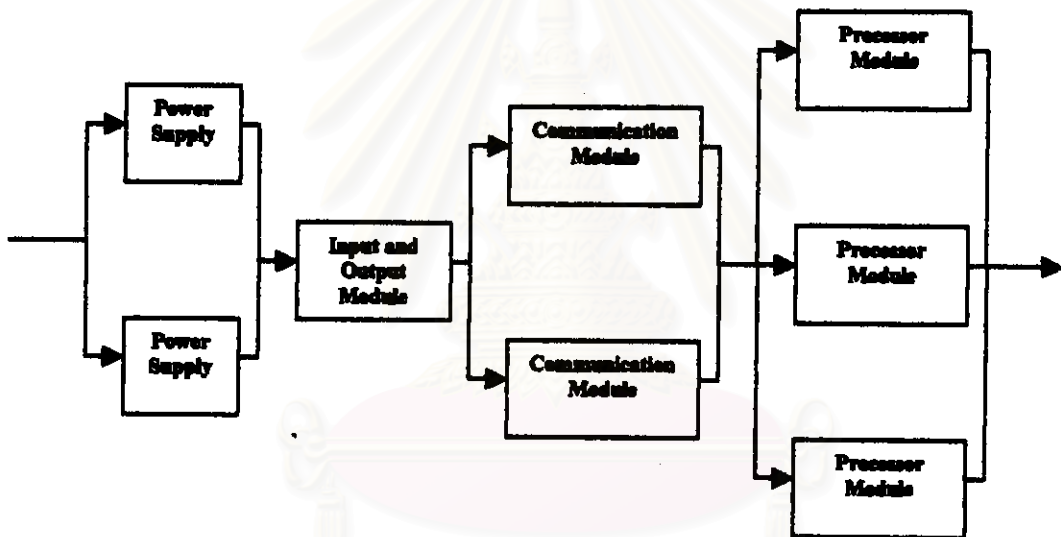 Power
Supply
Power
Supply
Input and
Output
Module
Communication
Module
Communication
Module
Processor
Module
Processor
Module
Processor
Module